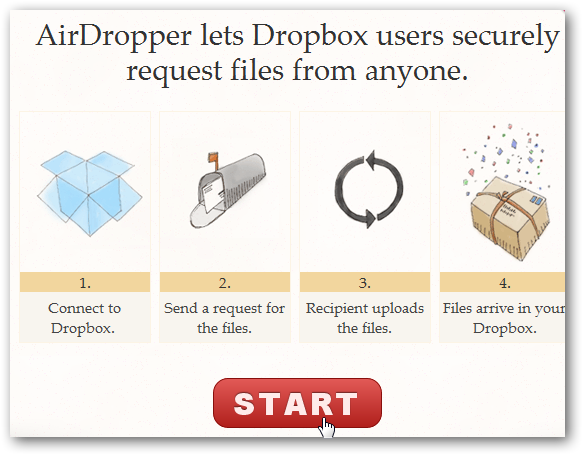 AirDropper lets Dropbox users securely
request files from anyone.
1.
Connect to
Dropbox.
2.
Send a request for
the files.
3.
Recipient uploads
the files.
4.
Files arrive in your
Dropbox.
START